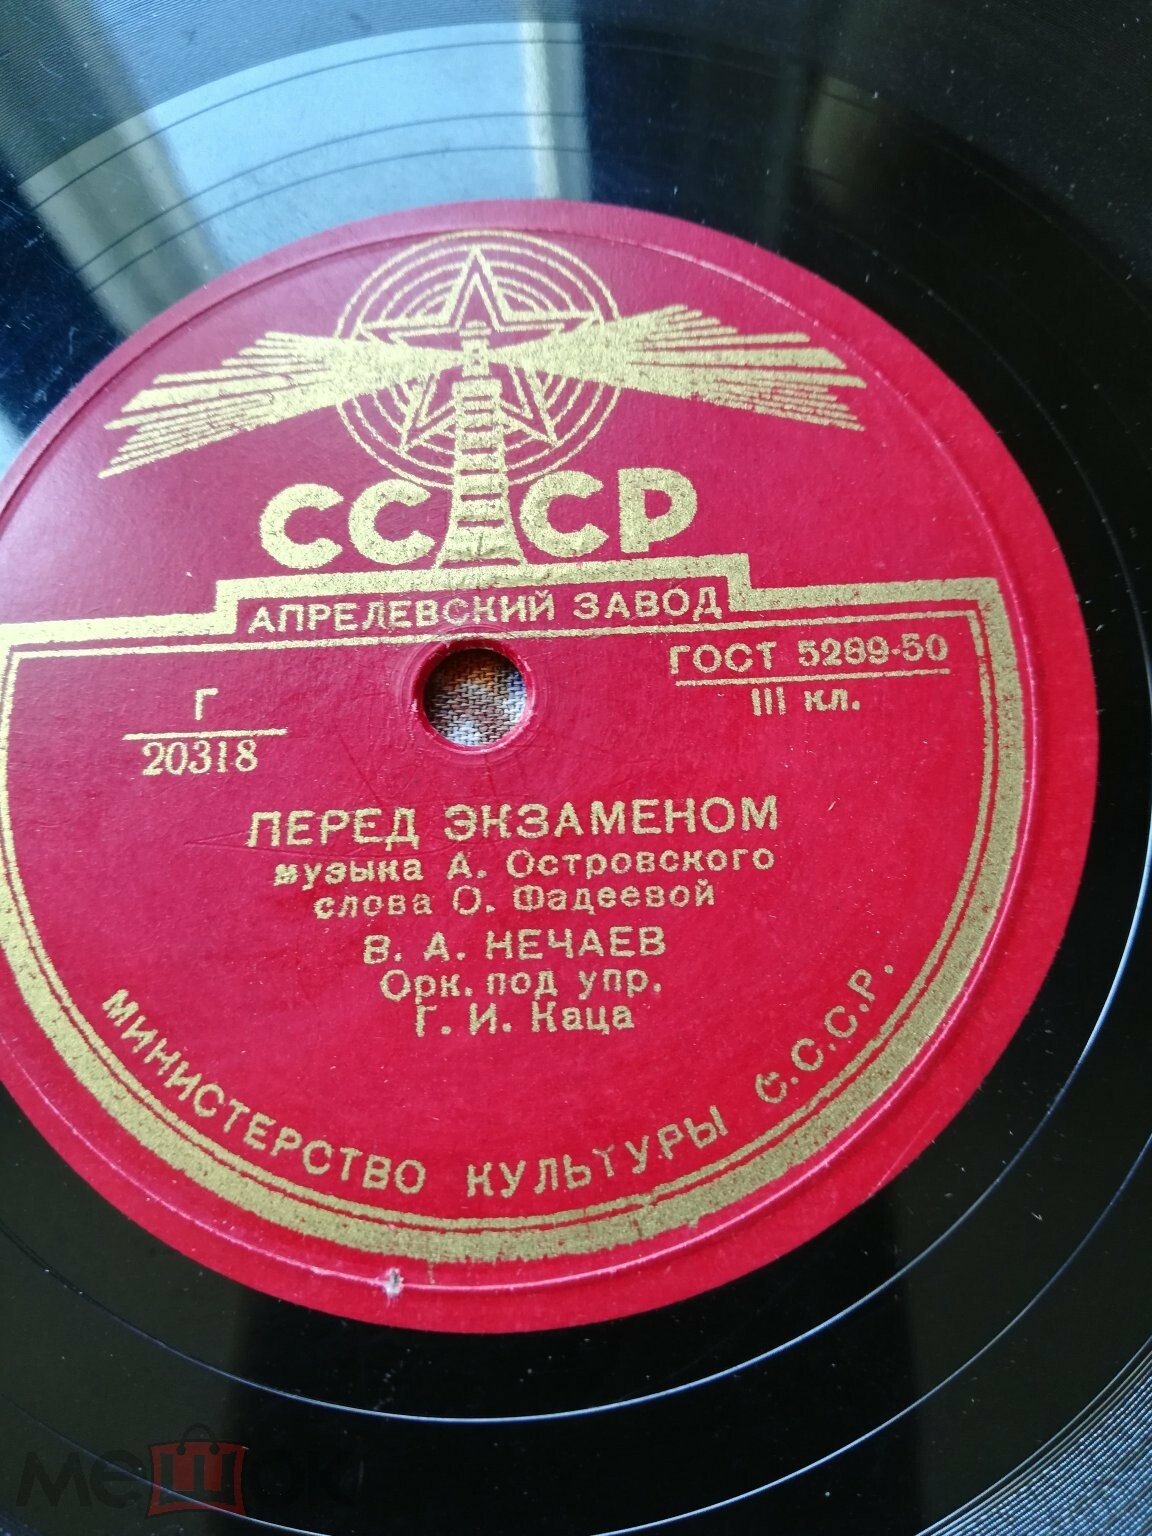 СССР
АПРЕЛЕВСКИЙ ЗАВОД
ГОСТ 5289-50
III кл.
Г
20318
ПЕРЕД ЭКЗАМЕНОМ
музыка А. Островского
слова О. Фадеевой
В. А. НЕЧАЕВ
Орк. под упр.
Г. И. Каца
МИНИСТЕРСТВО КУЛЬТУРЫ С.С.С.Р.
мешок